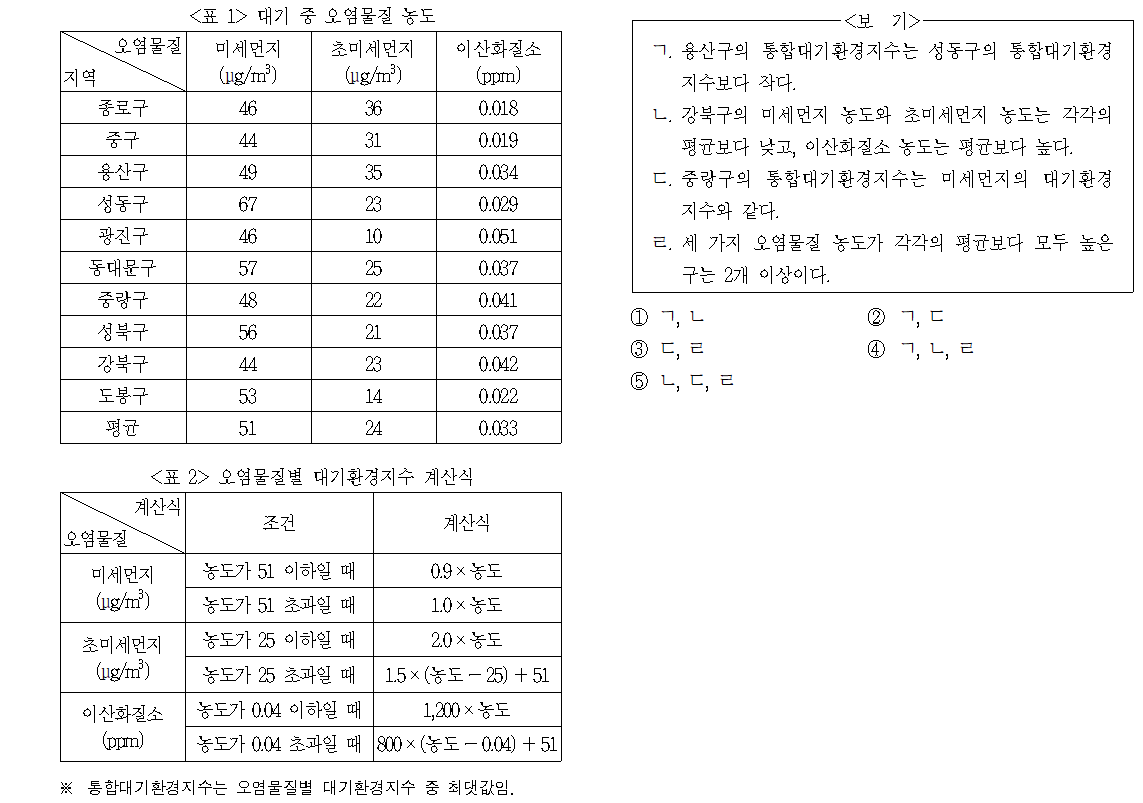 <표 1> 대기 중 오염물질 농도
오염물질 지역 미세먼지 (㎍/m³) 초미세먼지 (㎍/m³) 이산화질소 (ppm)
종로구 46 36 0.018
중구 44 31 0.019
용산구 49 35 0.034
성동구 67 23 0.029
광진구 46 10 0.051
동대문구 57 25 0.037
중랑구 48 22 0.041
성북구 56 21 0.037
강북구 44 23 0.042
도봉구 53 14 0.022
평균 51 24 0.033
<표 2> 오염물질별 대기환경지수 계산식
계산식 오염물질 조건 계산식
미세먼지 (㎍/m³)
농도가 51 이하일 때 0.9×농도
농도가 51 초과일 때 1.0×농도
초미세먼지 (㎍/m³)
농도가 25 이하일 때 2.0×농도
농도가 25 초과일 때 1.5×(농도-25)+51
이산화질소 (ppm)
농도가 0.04 이하일 때 1,200×농도
농도가 0.04 초과일 때 800×(농도-0.04)+51
※ 통합대기환경지수는 오염물질별 대기환경지수 중 최댓값임.
<보 기>
ㄱ. 용산구의 통합대기환경지수는 성동구의 통합대기환경
지수보다 작다.
ㄴ. 강북구의 미세먼지 농도와 초미세먼지 농도는 각각의
평균보다 낮고, 이산화질소 농도는 평균보다 높다.
ㄷ. 중랑구의 통합대기환경지수는 미세먼지의 대기환경
지수와 같다.
ㄹ. 세 가지 오염물질 농도가 각각의 평균보다 모두 높은
구는 2개 이상이다.
① ㄱ, ㄴ ② ㄱ, ㄷ
③ ㄷ, ㄹ ④ ㄱ, ㄴ, ㄹ
⑤ ㄴ, ㄷ, ㄹ